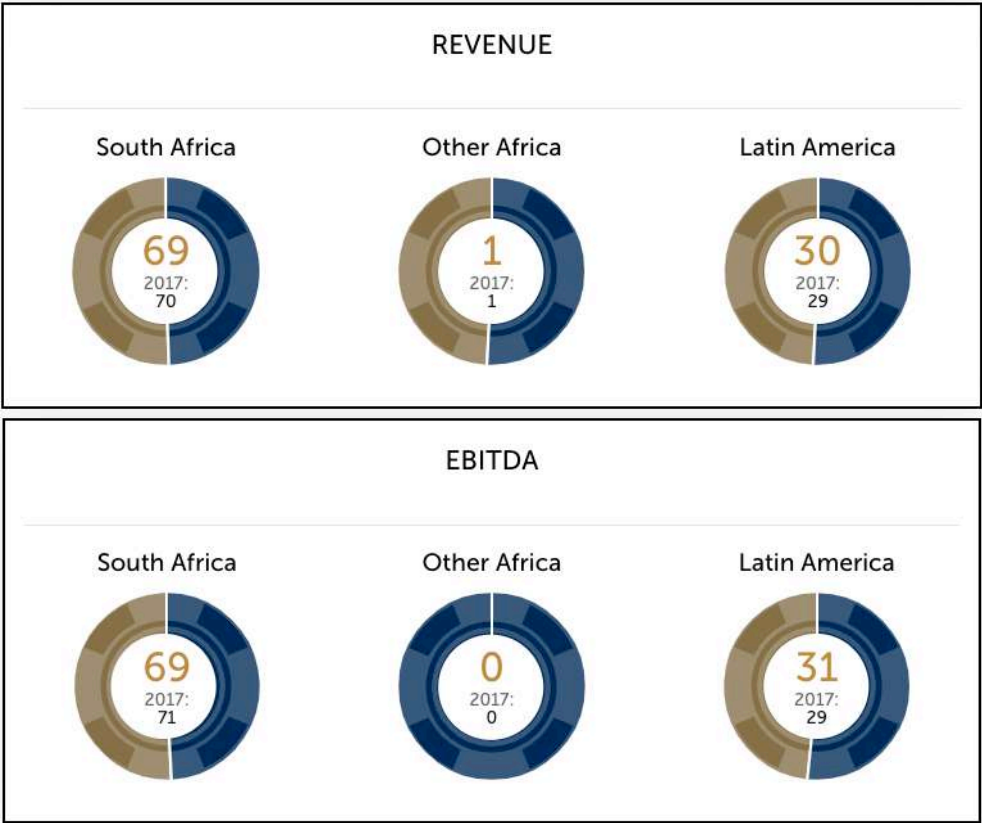 REVENUE
South Africa
Other Africa
Latin America
69
2017:
70
1
2017:
1
30
2017:
29
EBITDA
South Africa
Other Africa
Latin America
69
2017:
71
0
2017:
0
31
2017:
29